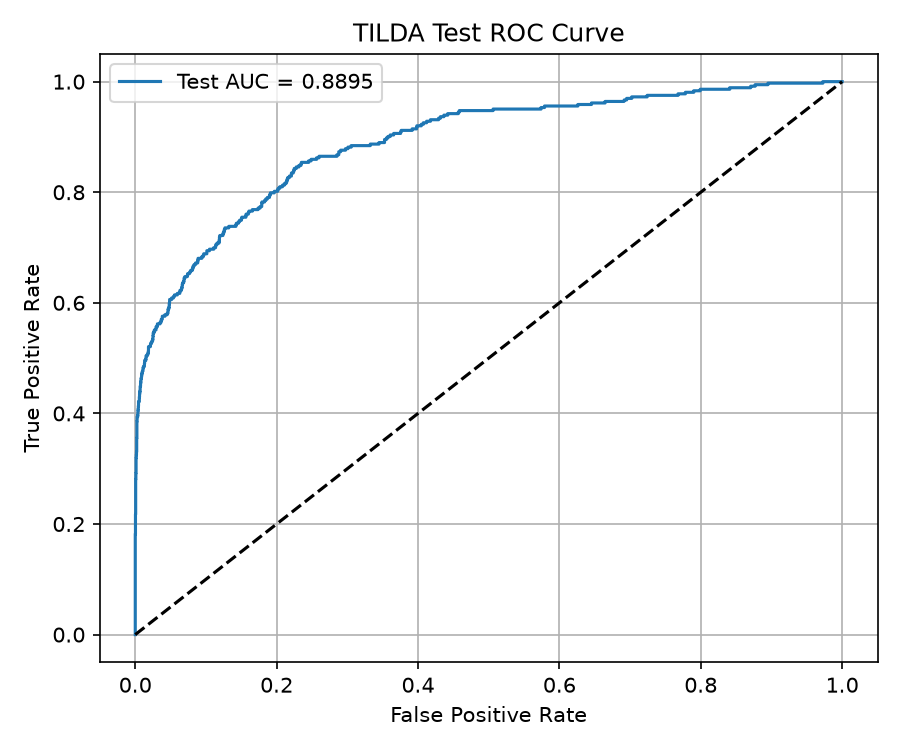 TILDA Test ROC Curve
Test AUC = 0.8895
True Positive Rate
1.0
0.8
0.6
0.4
0.2
0.0
0.0 0.2 0.4 0.6 0.8 1.0
False Positive Rate